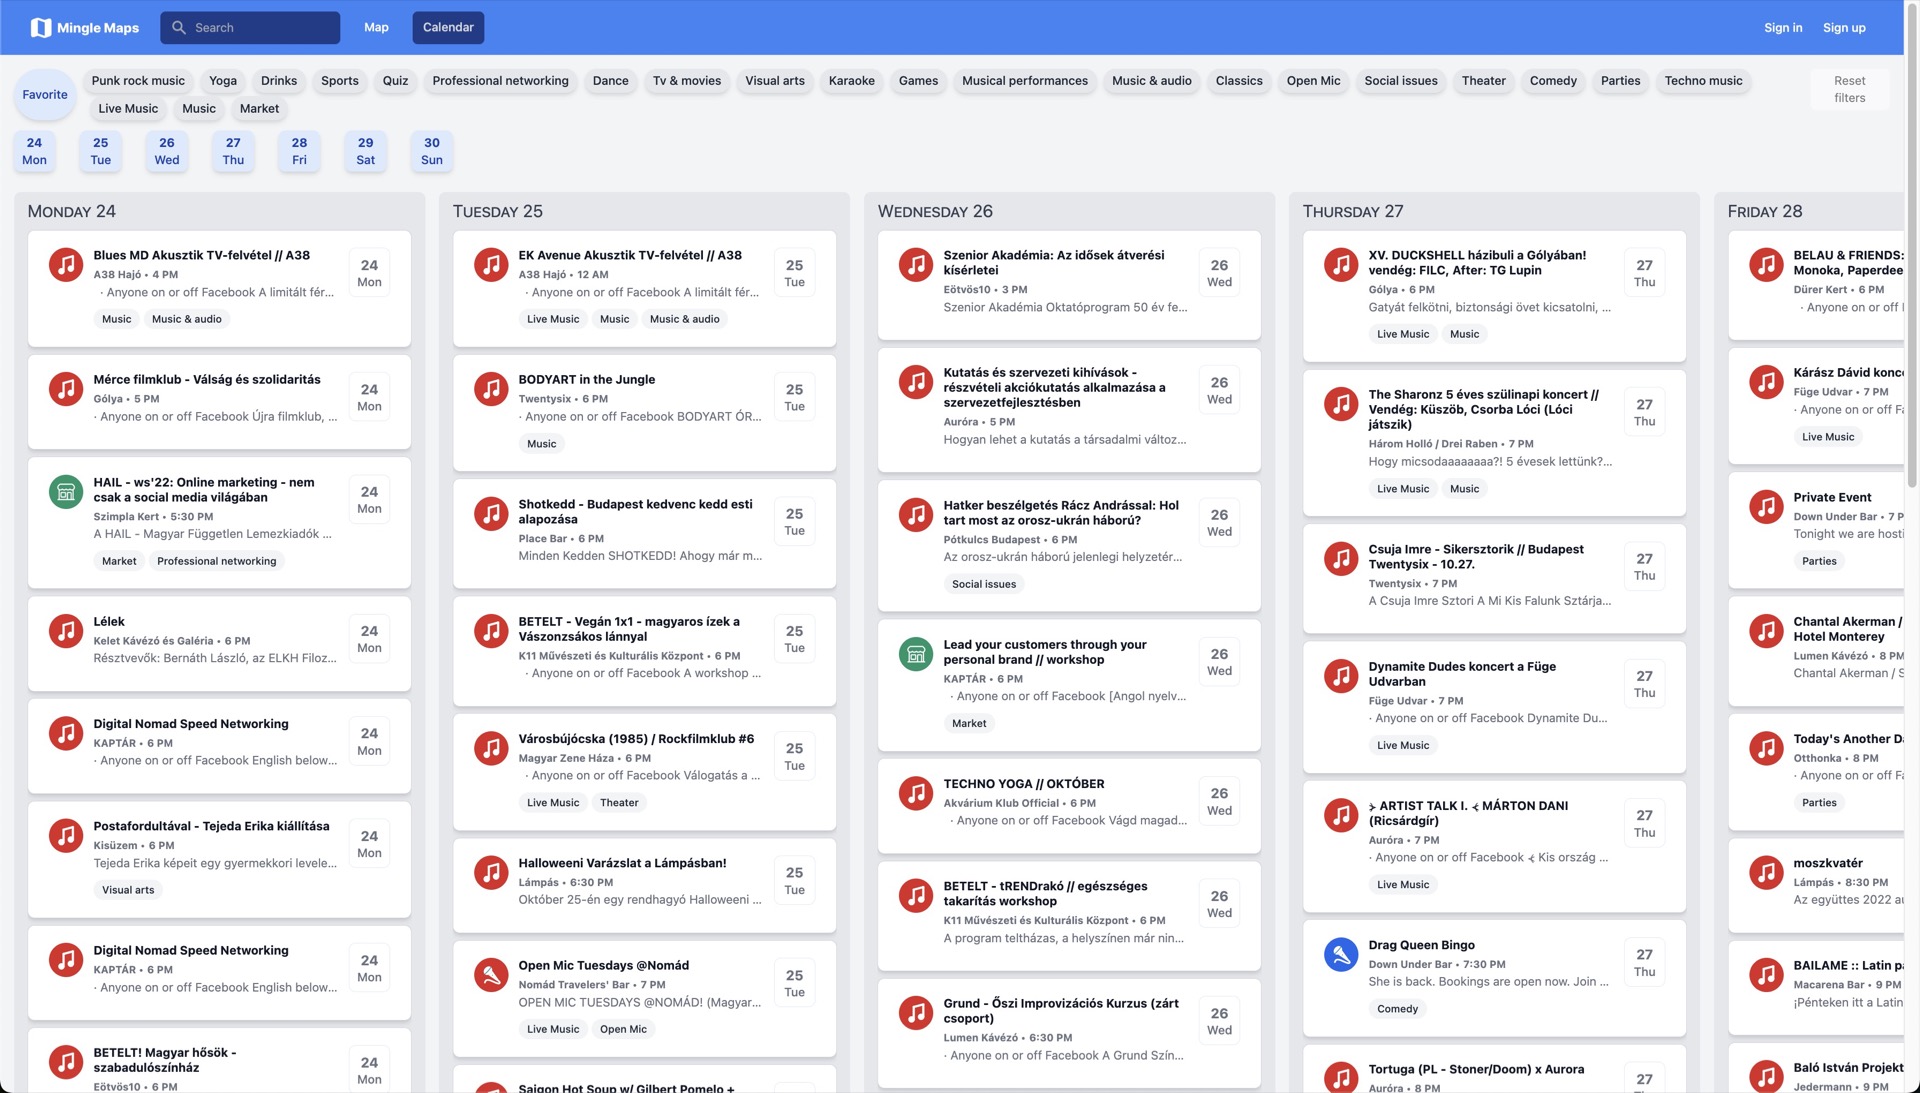 Mingle Maps
Search
Map
Calendar
Sign in
Sign up
Favorite
Punk rock music
Yoga
Drinks
Sports
Quiz
Professional networking
Dance
Tv & movies
Visual arts
Karaoke
Games
Musical performances
Music & audio
Classics
Open Mic
Social issues
Theater
Comedy
Parties
Techno music
Live Music
Music
Market
Reset
filters
24
Mon
25
Tue
26
Wed
27
Thu
28
Fri
29
Sat
30
Sun
MONDAY 24
Blues MD Akusztik TV-felvétel // A38
A38 Hajó • 4 PM
· Anyone on or off Facebook A limitált fér...
Music
Music & audio
24
Mon
Mérce filmklub - Válság és szolidaritás
Gólya • 5 PM
· Anyone on or off Facebook Újra filmklub, ...
24
Mon
HAIL - ws'22: Online marketing - nem
csak a social media világában
Szimpla Kert • 5:30 PM
A HAIL - Magyar Független Lemezkiadók ...
Market
Professional networking
24
Mon
Lélek
Kelet Kávézó és Galéria • 6 PM
Résztvevők: Bernáth László, az ELKH Filoz...
24
Mon
Digital Nomad Speed Networking
KAPTÁR • 6 PM
· Anyone on or off Facebook English below...
24
Mon
Postafordultával - Tejeda Erika kiállítása
Kisüzem • 6 PM
Tejeda Erika képeit egy gyermekkori levele...
Visual arts
24
Mon
Digital Nomad Speed Networking
KAPTÁR • 6 PM
· Anyone on or off Facebook English below...
24
Mon
BETELT! Magyar hősök -
szabadulószínház
Eötvös10 • 6 PM
24
Mon
TUESDAY 25
EK Avenue Akusztik TV-felvétel // A38
A38 Hajó • 12 AM
· Anyone on or off Facebook A limitált fér...
Live Music
Music
Music & audio
25
Tue
BODYART in the Jungle
Twentysix • 6 PM
· Anyone on or off Facebook BODYART ÓR...
Music
25
Tue
Shotkedd - Budapest kedvenc kedd esti
alapozása
Place Bar • 6 PM
Minden Kedden SHOTKEDD! Ahogy már m...
25
Tue
BETELT - Vegán 1x1 - magyaros ízek a
Vászonzsákos lánnyal
K11 Művészeti és Kulturális Központ • 6 PM
· Anyone on or off Facebook A workshop ...
25
Tue
Városbújócska (1985) / Rockfilmklub #6
Magyar Zene Háza • 6 PM
· Anyone on or off Facebook Válogatás a ...
Live Music
Theater
25
Tue
Halloweeni Varázslat a Lámpásban!
Lámpás • 6:30 PM
Október 25-én egy rendhagyó Halloweeni ...
25
Tue
Open Mic Tuesdays @Nomád
Nomád Travelers' Bar • 7 PM
OPEN MIC TUESDAYS @NOMÁD! (Magyar...
Live Music
Open Mic
25
Tue
Saigon Hot Soup w/ Gilbert Pomelo +
WEDNESDAY 26
Szenior Akadémia: Az idősek átverési
kísérletei
Eötvös10 • 3 PM
Szenior Akadémia Oktatóprogram 50 év fe...
26
Wed
Kutatás és szervezeti kihívások -
részvételi akciókutatás alkalmazása a
szervezetfejlesztésben
Auróra • 5 PM
Hogyan lehet a kutatás a társadalmi változ...
26
Wed
Hatker beszélgetés Rácz Andrással: Hol
tart most az orosz-ukrán háború?
Pótkulcs Budapest • 6 PM
Az orosz-ukrán háború jelenlegi helyzetér...
Social issues
26
Wed
Lead your customers through your
personal brand // workshop
KAPTÁR • 6 PM
· Anyone on or off Facebook [Angol nyelv...
Market
26
Wed
TECHNO YOGA // OKTÓBER
Akvárium Klub Official • 6 PM
· Anyone on or off Facebook Vágd magad...
26
Wed
BETELT - tRENDrakó // egészséges
takarítás workshop
K11 Művészeti és Kulturális Központ • 6 PM
A program teltházas, a helyszínen már nin...
26
Wed
Grund - Őszi Improvizációs Kurzus (zárt
csoport)
Lumen Kávézó • 6:30 PM
· Anyone on or off Facebook A Grund Szín...
26
Wed
THURSDAY 27
XV. DUCKSHELL házibuli a Gólyában!
vendég: FILC, After: TG Lupin
Gólya • 6 PM
Gatyát felkötni, biztonsági övet kicsatolni, ...
Live Music
Music
27
Thu
The Sharonz 5 éves szülinapi koncert //
Vendég: Küszöb, Csorba Lóci (Lóci
játszik)
Három Holló / Drei Raben • 7 PM
Hogy micsodaaaaaaaa?! 5 évesek lettünk?...
Live Music
Music
27
Thu
Csuja Imre - Sikersztorik // Budapest
Twentysix - 10.27.
Twentysix • 7 PM
A Csuja Imre Sztori A Mi Kis Falunk Sztárja...
27
Thu
Dynamite Dudes koncert a Füge
Udvarban
Füge Udvar • 7 PM
· Anyone on or off Facebook Dynamite Du...
Live Music
27
Thu
ARTIST TALK I. MÁRTON DANI
(Ricsárdgír)
Auróra • 7 PM
· Anyone on or off Facebook Kis ország ...
Live Music
27
Thu
Drag Queen Bingo
Down Under Bar • 7:30 PM
She is back. Bookings are open now. Join ...
Comedy
27
Thu
Tortuga (PL - Stoner/Doom) x Aurora
Auróra • 8 PM
27
FRIDAY 28
BELAU & FRIENDS:
Monoka, Paperdee
Dürer Kert • 6 PM
· Anyone on or off
Kárász Dávid konc
Füge Udvar • 7 PM
· Anyone on or off Fa
Live Music
Private Event
Down Under Bar • 7 P
Tonight we are hosti
Parties
Chantal Akerman /
Hotel Monterey
Lumen Kávézó • 8 PM
Chantal Akerman / S
Today's Another D
Otthonka • 8 PM
· Anyone on or off Fa
Parties
moszkvatér
Lámpás • 8:30 PM
Az együttes 2022 au
BAILAME :: Latin pa
Macarena Bar • 9 PM
¡Pénteken itt a Latin
Baló István Projekt
Jedermann • 9 PM